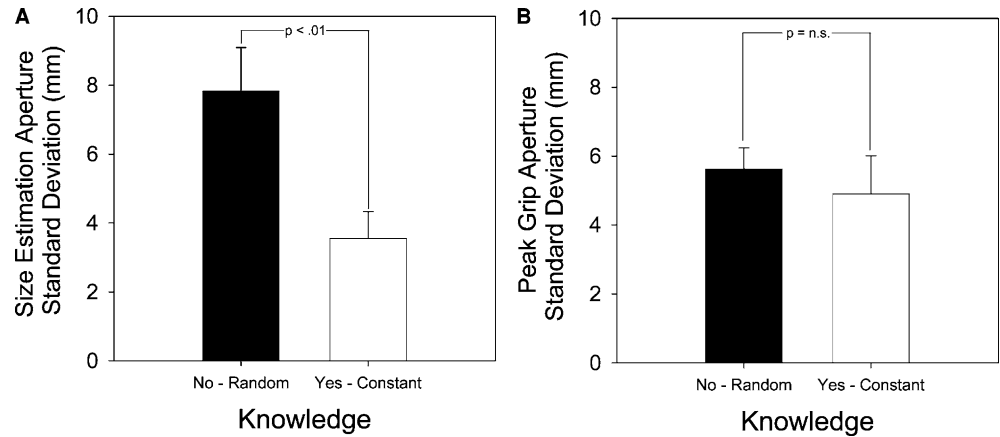 A
Size Estimation Aperture
Standard Deviation (mm)
10
8
6
4
2
0
p < .01
No - Random
Yes - Constant
Knowledge
B
Peak Grip Aperture
Standard Deviation (mm)
10
8
6
4
2
0
p = n.s.
No - Random
Yes - Constant
Knowledge